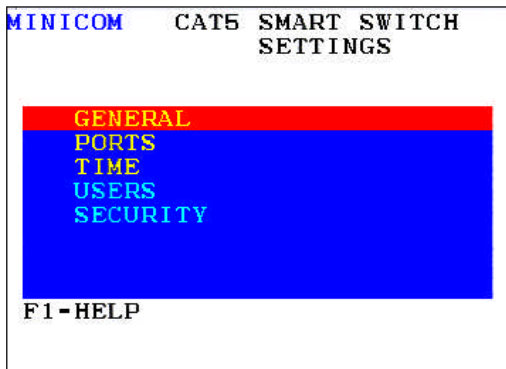 MINICOM CAT5 SMART SWITCH
SETTINGS
GENERAL
PORTS
TIME
USERS
SECURITY
F1-HELP